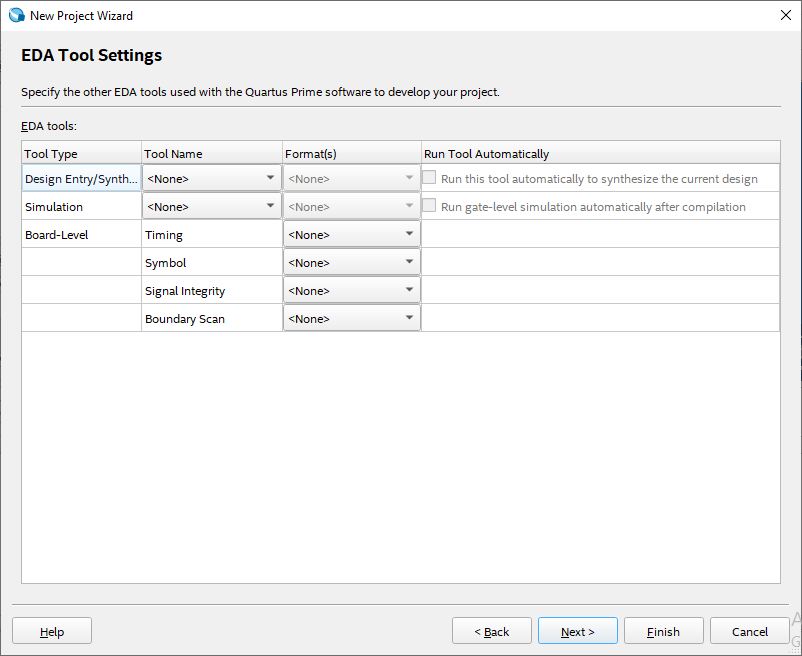 New Project Wizard
EDA Tool Settings
Specify the other EDA tools used with the Quartus Prime software to develop your project.
EDA tools:
Tool Type Tool Name Format(s) Run Tool Automatically
Design Entry/Synth... <None> <None> Run this tool automatically to synthesize the current design
Simulation <None> <None> Run gate-level simulation automatically after compilation
Board-Level Timing <None>
Symbol <None>
Signal Integrity <None>
Boundary Scan <None>
Help < Back Next > Finish Cancel